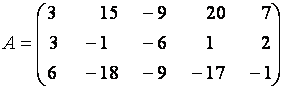 A = ( 3 15 −9 20 7
3 −1 −6 1 2
6 −18 −9 −17 −1 )